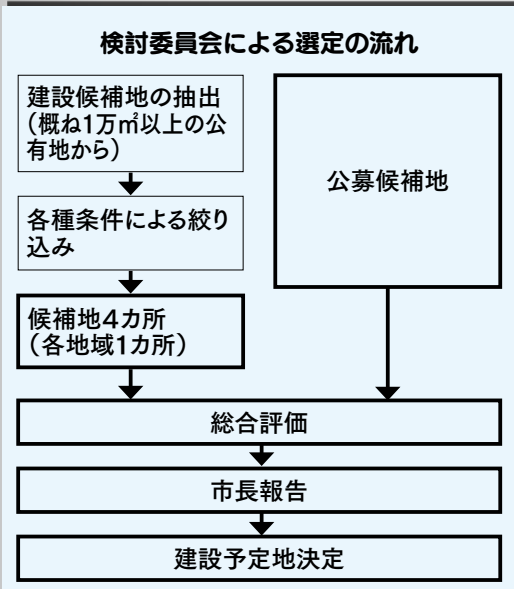 検討委員会による選定の流れ
建設候補地の抽出
（概ね1万㎡以上の公
有地から）
各種条件による絞り
込み
候補地4カ所
（各地域1カ所）
公募候補地
総合評価
市長報告
建設予定地決定